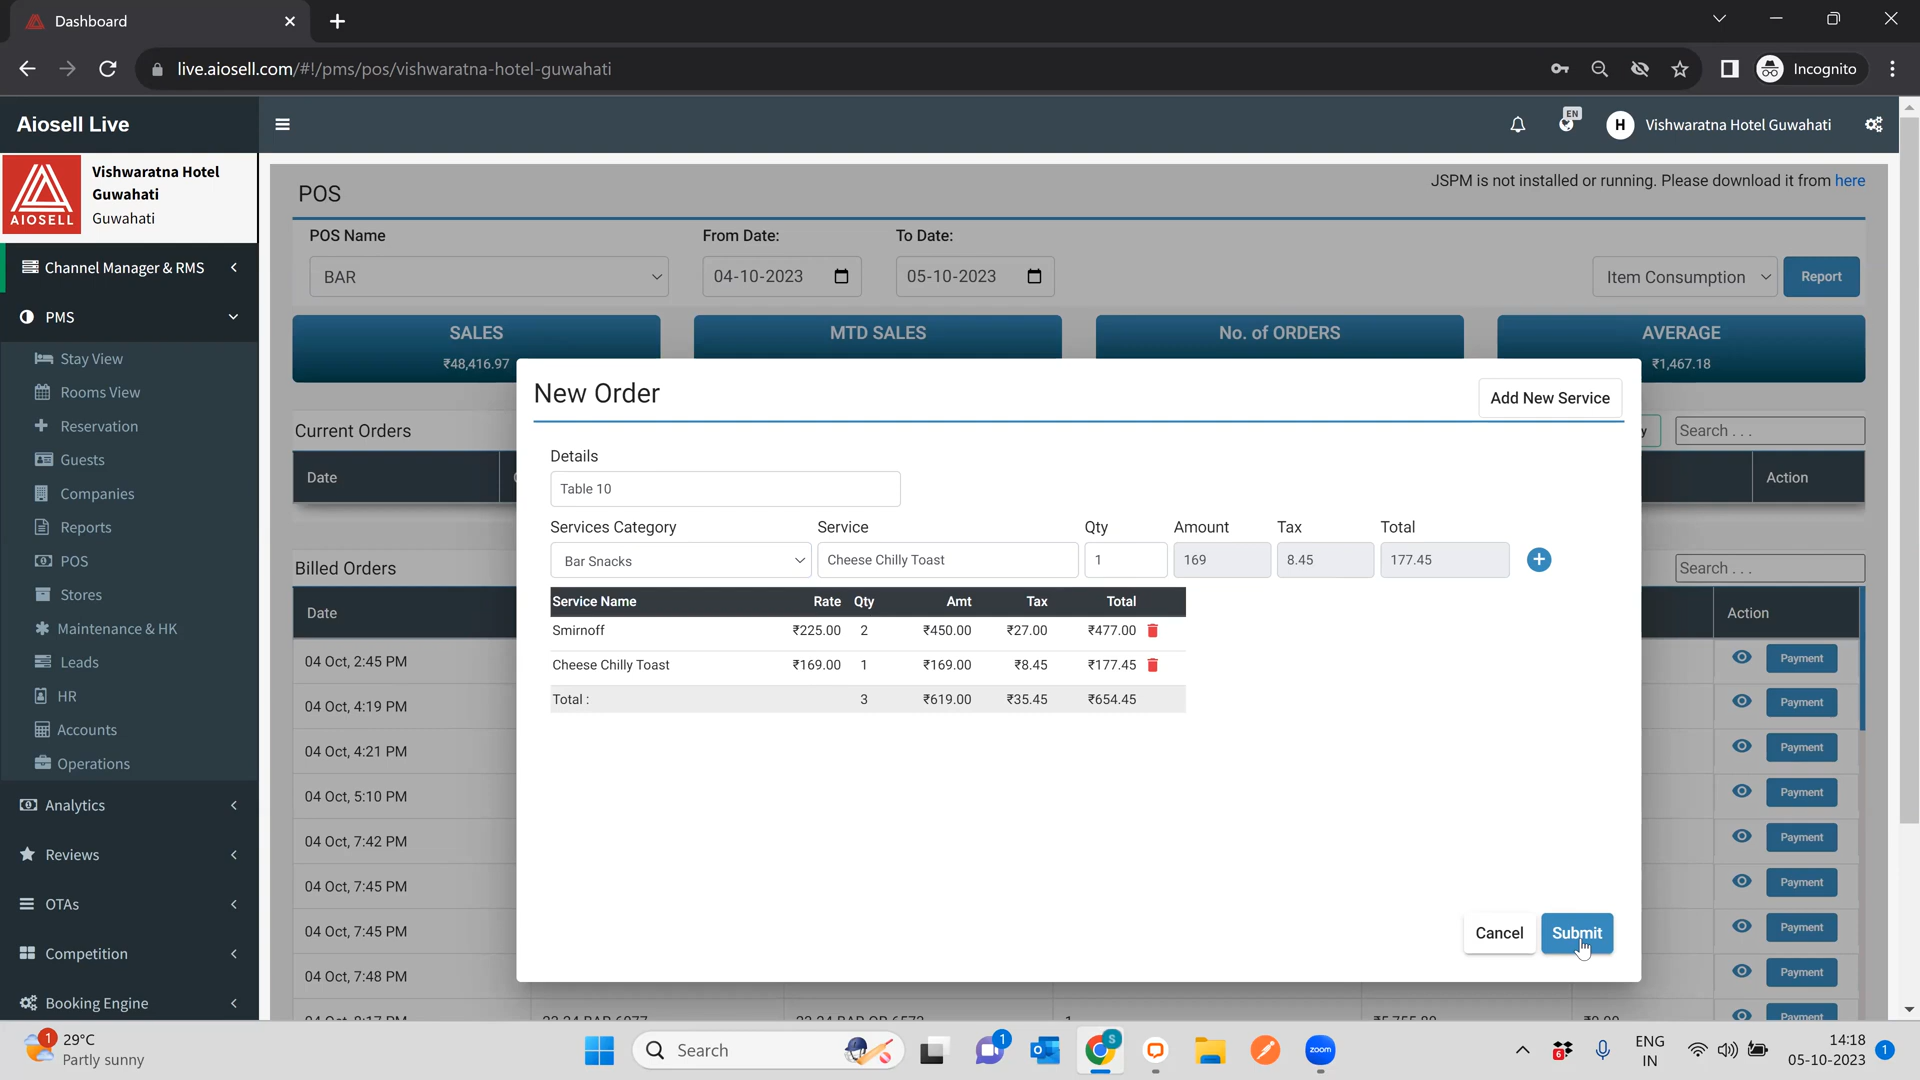 Dashboard
live.aiosell.com/#!/pms/pos/vishwaratna-hotel-guwahati
Incognito
Aiosell Live
EN
H
Vishwaratna Hotel Guwahati
AIOSELL
Vishwaratna Hotel
Guwahati
Guwahati
Channel Manager & RMS
PMS
Stay View
Rooms View
Reservation
Guests
Companies
Reports
POS
Stores
Maintenance & HK
Leads
HR
Accounts
Operations
Analytics
Reviews
OTAs
Competition
Booking Engine
POS
JSPM is not installed or running. Please download it from here
POS Name
From Date:
To Date:
BAR
04-10-2023
05-10-2023
Item Consumption
Report
SALES
₹48,416.97
MTD SALES
No. of ORDERS
AVERAGE
₹1,467.18
Current Orders
Search . . .
Date
Action
Billed Orders
Search . . .
Date
Action
04 Oct, 2:45 PM
Payment
04 Oct, 4:19 PM
Payment
04 Oct, 4:21 PM
Payment
04 Oct, 5:10 PM
Payment
04 Oct, 7:42 PM
Payment
04 Oct, 7:45 PM
Payment
04 Oct, 7:45 PM
Payment
04 Oct, 7:48 PM
Payment
Payment
New Order
Add New Service
Details
Table 10
Services Category
Service
Qty
Amount
Tax
Total
Bar Snacks
Cheese Chilly Toast
1
169
8.45
177.45
Service Name Rate Qty Amt Tax Total
Smirnoff ₹225.00 2 ₹450.00 ₹27.00 ₹477.00
Cheese Chilly Toast ₹169.00 1 ₹169.00 ₹8.45 ₹177.45
Total : 3 ₹619.00 ₹35.45 ₹654.45
Cancel
Submit
1
29°C
Partly sunny
Search
1
S
zoom
6
ENG
IN
14:18
05-10-2023
1